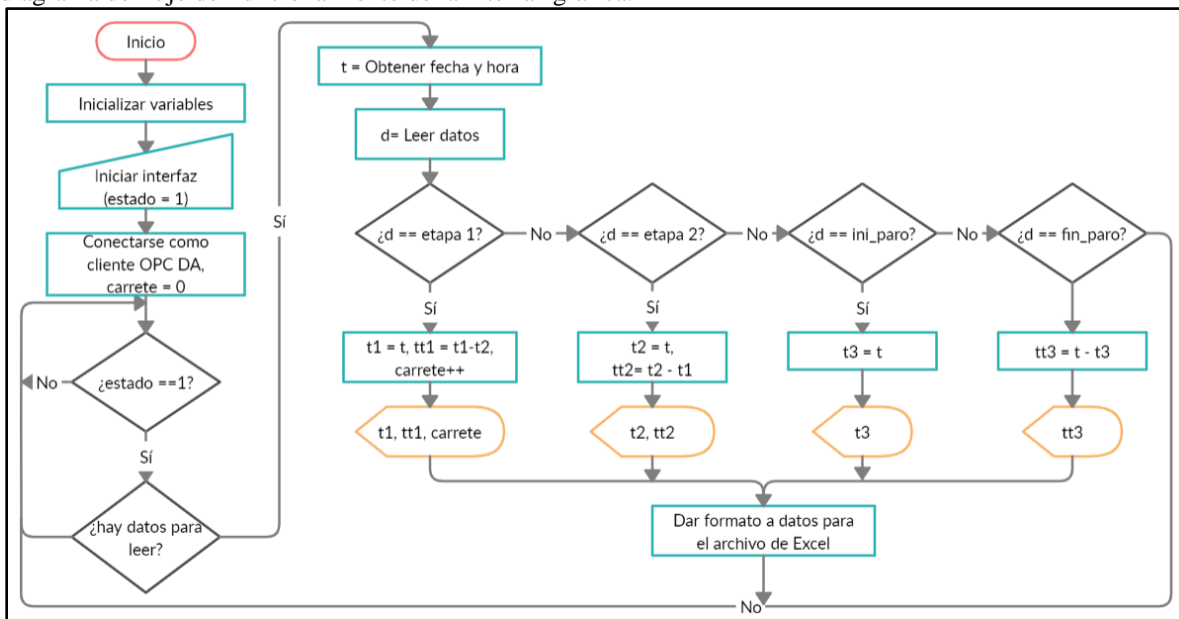 Inicio
Inicializar variables
Iniciar interfaz
(estado = 1)
Conectarse como
cliente OPC DA,
carrete = 0
¿estado ==1?
No
Sí
¿hay datos para
leer?
Sí
t = Obtener fecha y hora
d= Leer datos
¿d == etapa 1?
No
¿d == etapa 2?
No
¿d == ini_paro?
No
¿d == fin_paro?
Sí
Sí
Sí
t1 = t, tt1 = t1-t2,
carrete++
t2 = t,
tt2= t2 - t1
t3 = t
tt3 = t - t3
t1, tt1, carrete
t2, tt2
t3
tt3
Dar formato a datos para
el archivo de Excel
No